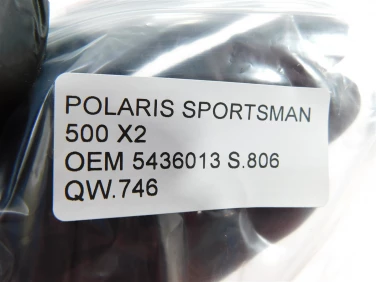 POLARIS SPORTSMAN
500 X2
OEM 5436013 S.806
QW.746